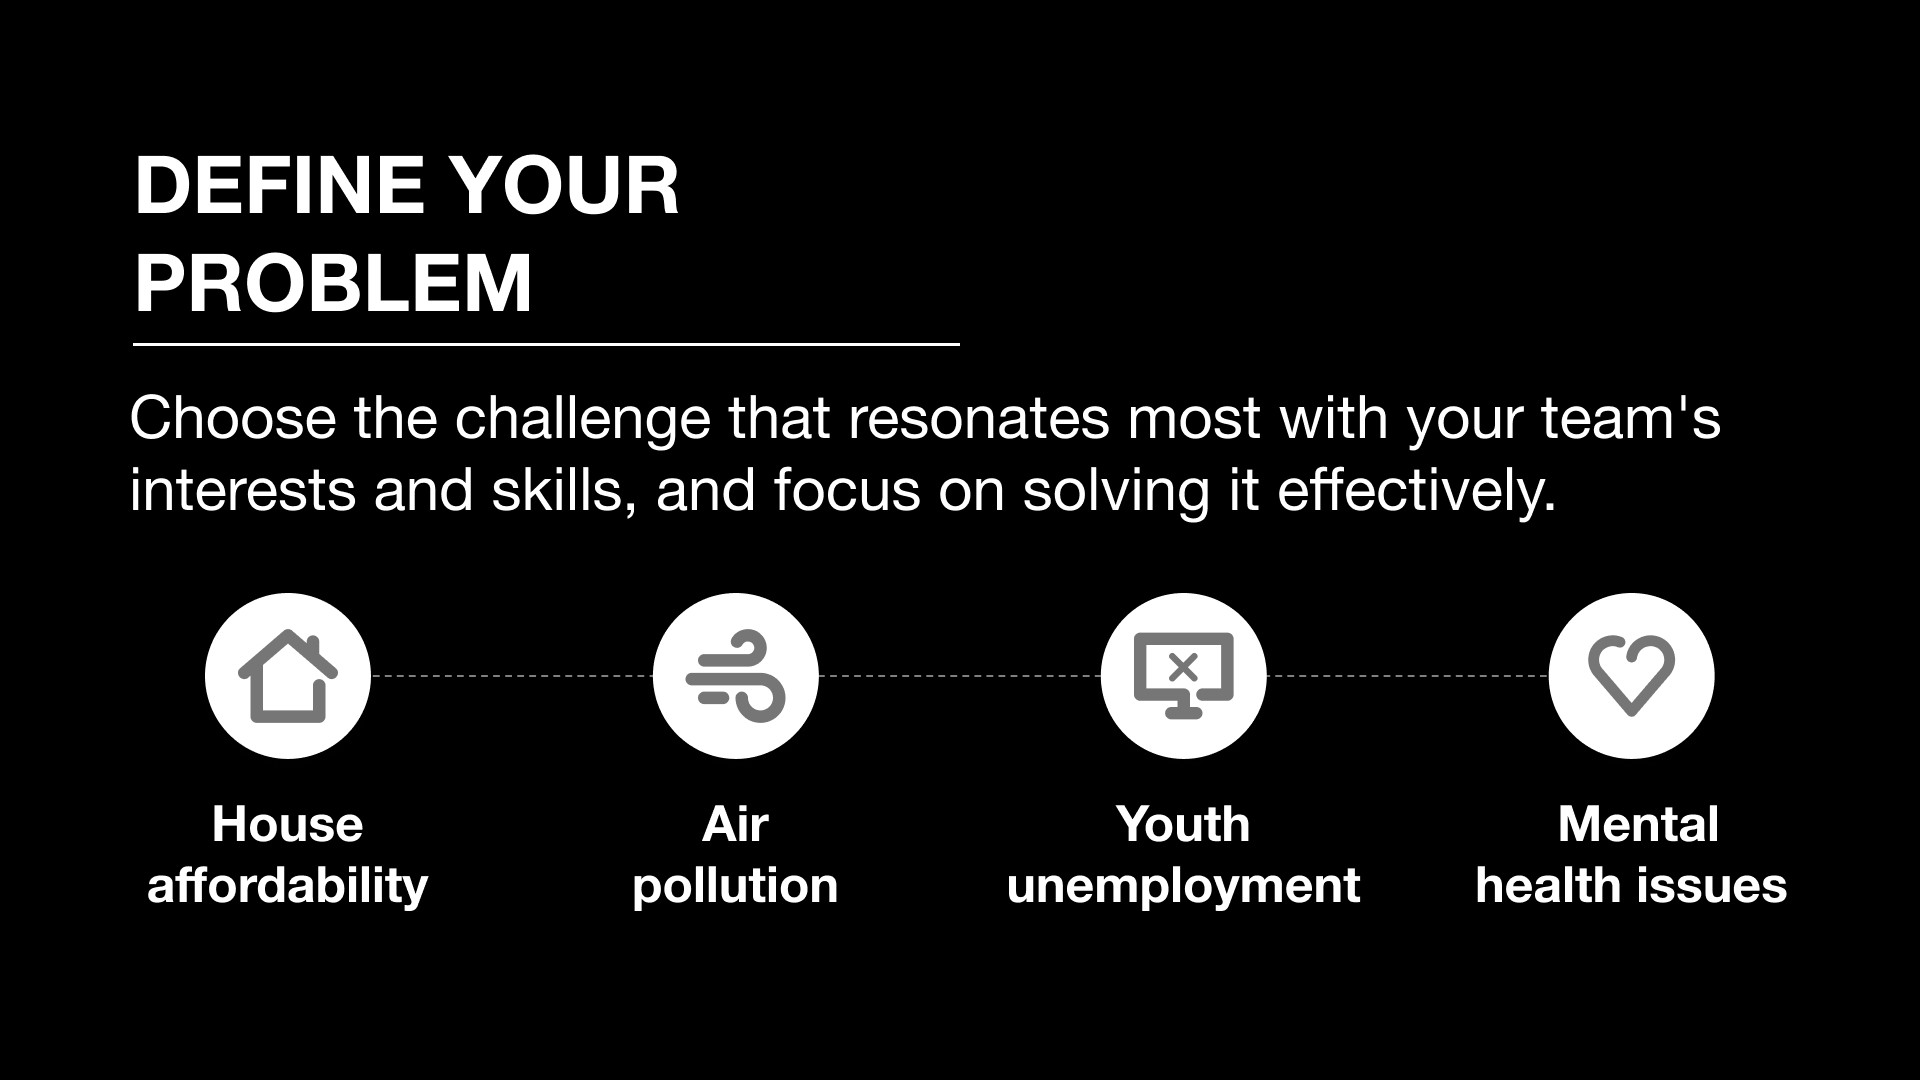 DEFINE YOUR
PROBLEM
Choose the challenge that resonates most with your team's
interests and skills, and focus on solving it effectively.
House
affordability
Air
pollution
Youth
unemployment
Mental
health issues